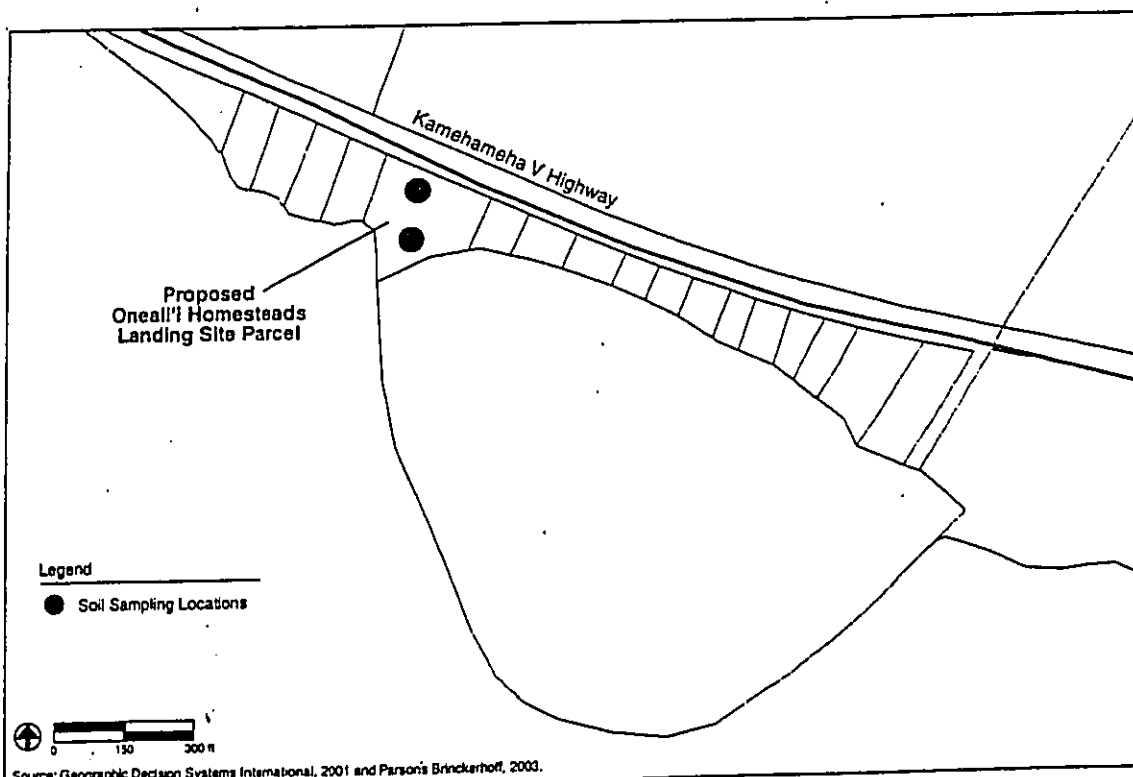 Kamehameha V Highway
Proposed
Oneali'i Homesteads
Landing Site Parcel
Legend
Soil Sampling Locations
0 150 300 ft
Source: Geographic Decision Systems International, 2001 and Parsons Brinckerhoff, 2003.